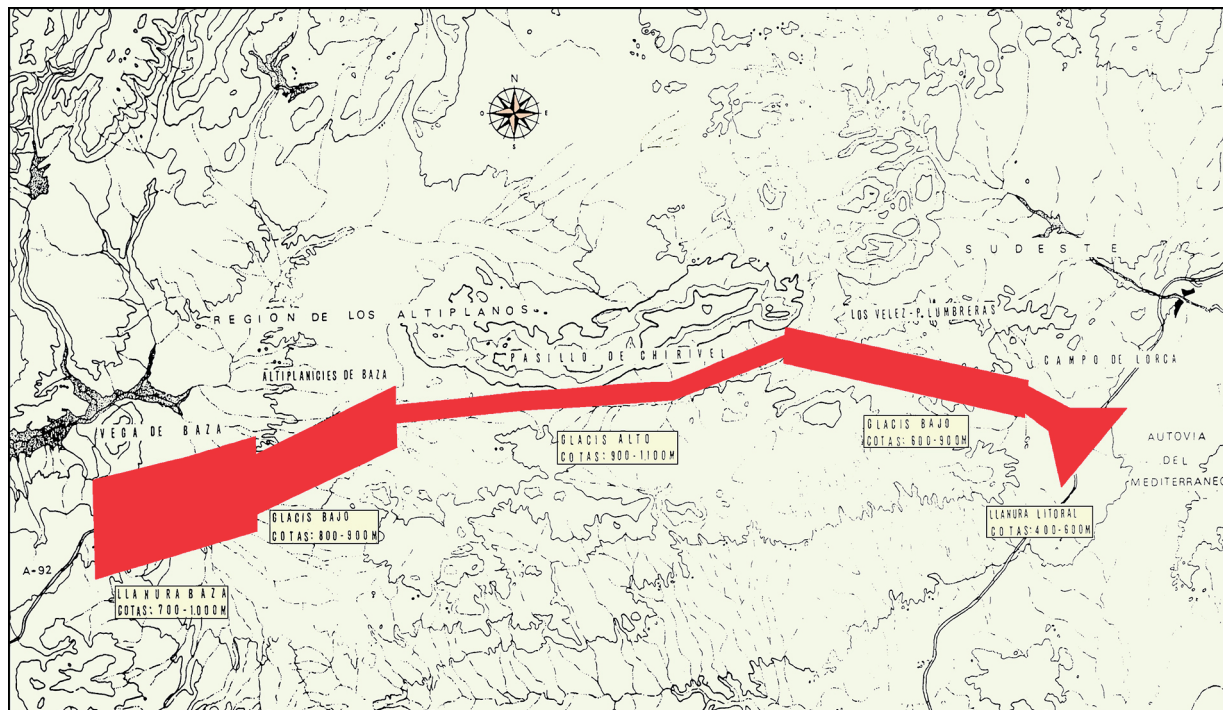 N
O
E
S
SUDESTE
REGION DE LOS ALTIPLANOS
LOS VELEZ-P. LUMBRERAS
PASILLO DE CHIRIVEL
CAMPO DE LORCA
ALTIPLANICIES DE BAZA
VEGA DE BAZA
GLACIS ALTO
COTAS: 900-1.100M
GLACIS BAJO
COTAS: 600-900M
AUTOVIA
DEL
MEDITERRANEO
GLACIS BAJO
COTAS: 800-900M
LLANURA LITORAL
COTAS: 400-600M
A-92
LLANURA BAZA
COTAS: 700-1.000M